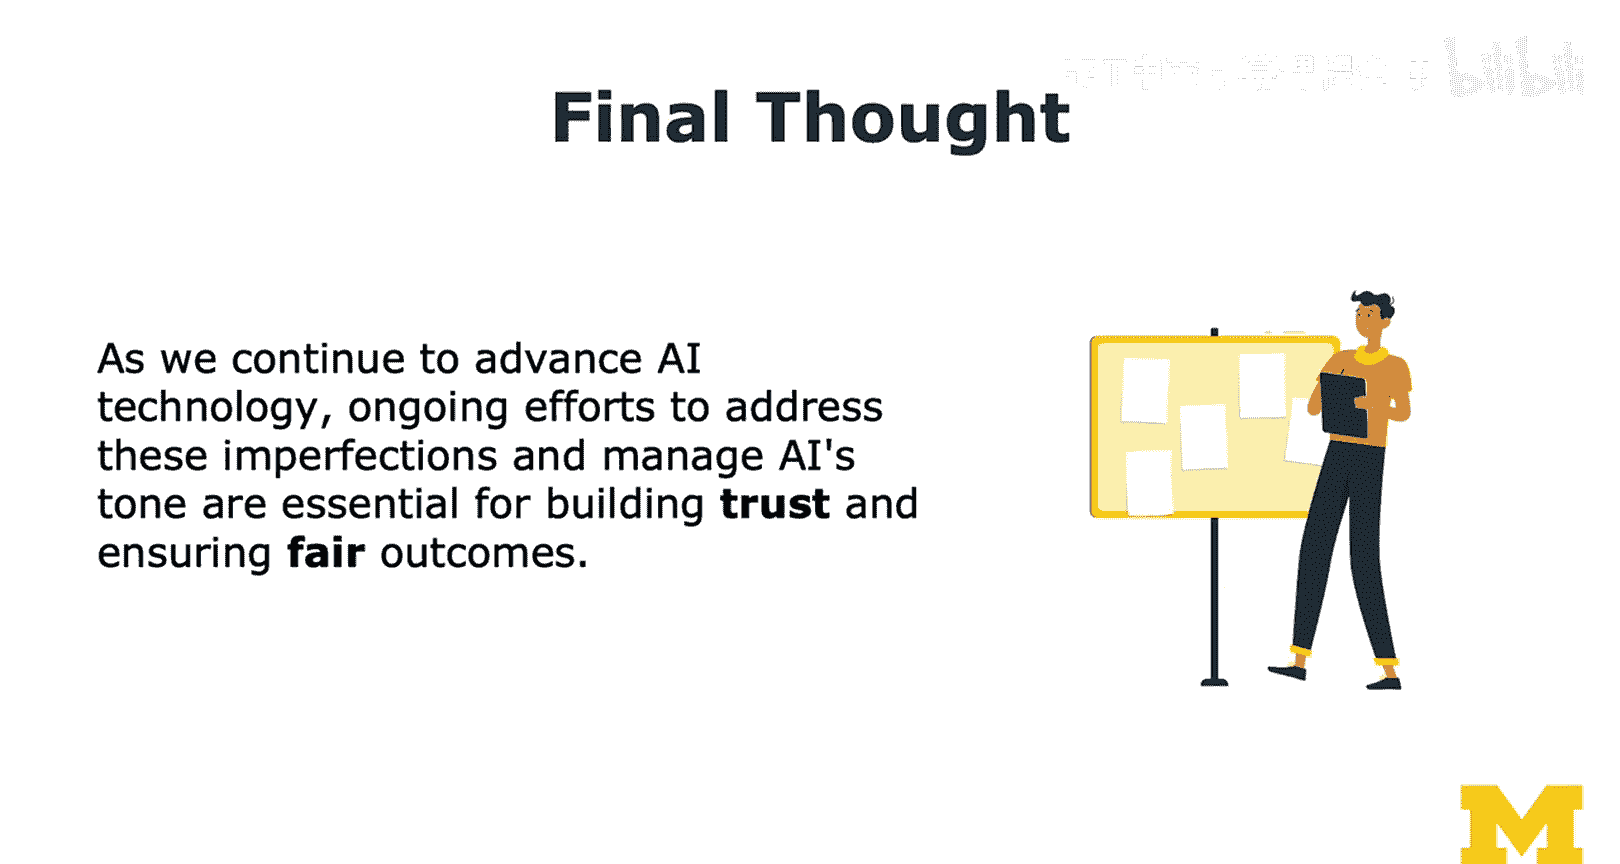 bilibili
Final Thought
As we continue to advance AI
technology, ongoing efforts to address
these imperfections and manage AI's
tone are essential for building trust and
ensuring fair outcomes.
M